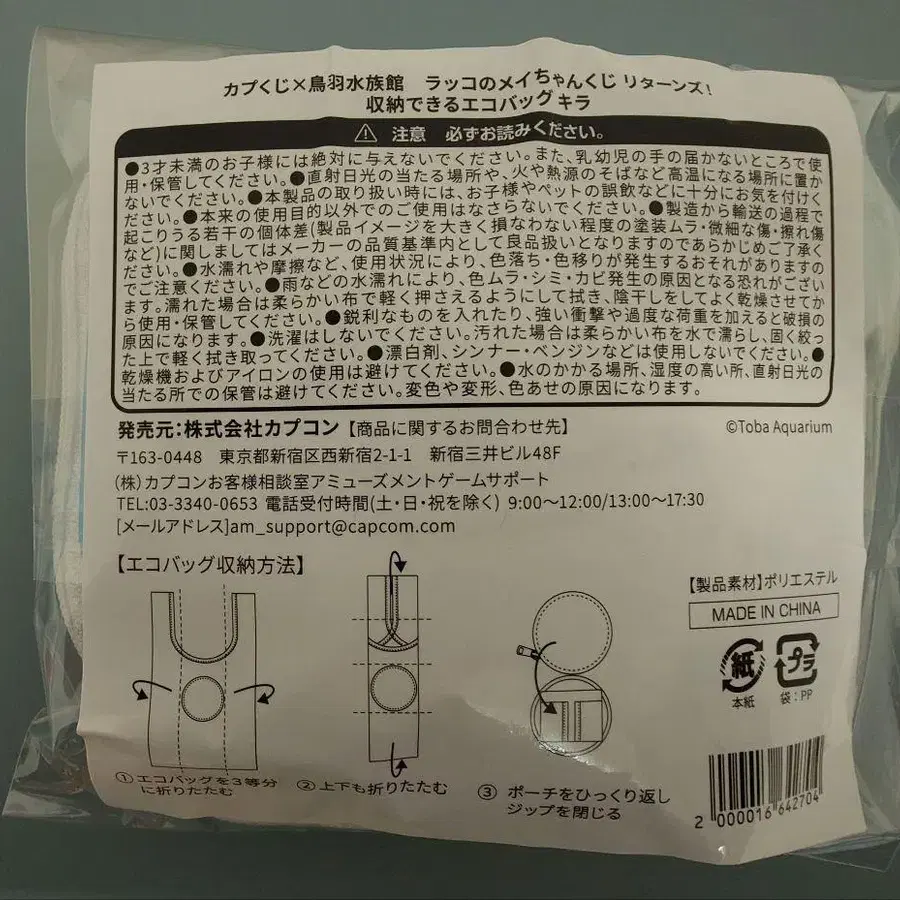 カプくじ×鳥羽水族館 ラッコのメイちゃんくじ リターンズ!
収納できるエコバッグ キラ
注意 必ずお読みください。
●3才未満のお子様には絶対に与えないでください。また、乳幼児の手の届かないところで使
用・保管してください。●直射日光の当たる場所や、火や熱源のそばなど高温になる場所に置か
ないでください。●本製品の取り扱い時には、お子様やペットの誤飲などに十分にお気を付けく
ださい。●本来の使用目的以外でのご使用はなさらないでください。●製造から輸送の過程で
起こりうる若干の個体差(製品イメージを大きく損なわない程度の塗装ムラ・微細な傷・擦れ傷
など)に関しましてはメーカーの品質基準内として良品扱いとなりますのであらかじめご了承く
ださい。●水濡れや摩擦など、使用状況により、色落ち・色移りが発生するおそれがありますの
でご注意ください。●雨などの水濡れにより、色ムラ・シミ・カビ発生の原因となる恐れがござい
ます。濡れた場合は柔らかい布で軽く押さえるようにして拭き、陰干しをしてよく乾燥させてか
ら使用・保管してください。●鋭利なものを入れたり、強い衝撃や過度な荷重を加えると破損の
原因になります。●洗濯はしないでください。汚れた場合は柔らかい布を水で濡らし、固く絞っ
た上で軽く拭き取ってください。●漂白剤、シンナー・ベンジンなどは使用しないでください。●
乾燥機およびアイロンの使用は避けてください。●水のかかる場所、湿度の高い所、直射日光の
当たる所での保管は避けてください。変色や変形、色あせの原因になります。
発売元:株式会社カプコン【商品に関するお問合わせ先】
©Toba Aquarium
〒163-0448 東京都新宿区西新宿2-1-1 新宿三井ビル48F
(株)カプコンお客様相談室アミューズメントゲームサポート
TEL:03-3340-0653 電話受付時間(土・日・祝を除く) 9:00~12:00/13:00~17:30
[メールアドレス]am_support@capcom.com
【エコバッグ収納方法】
【製品素材】ポリエステル
MADE IN CHINA
紙
プラ
本紙
袋:PP
① エコバッグを3等分
に折りたたむ
② 上下も折りたたむ
③ ポーチをひっくり返し
ジップを閉じる
2 000016 642704